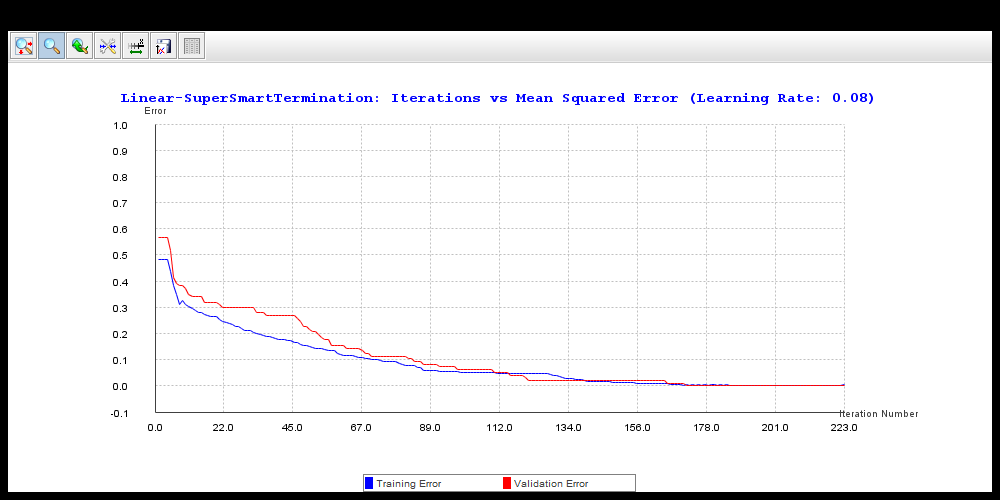 Linear-SuperSmartTermination: Iterations vs Mean Squared Error (Learning Rate: 0.08)
Error
1.0
0.9
0.8
0.7
0.6
0.5
0.4
0.3
0.2
0.1
0.0
-0.1
Iteration Number
0.0 22.0 45.0 67.0 89.0 112.0 134.0 156.0 178.0 201.0 223.0
Training Error Validation Error